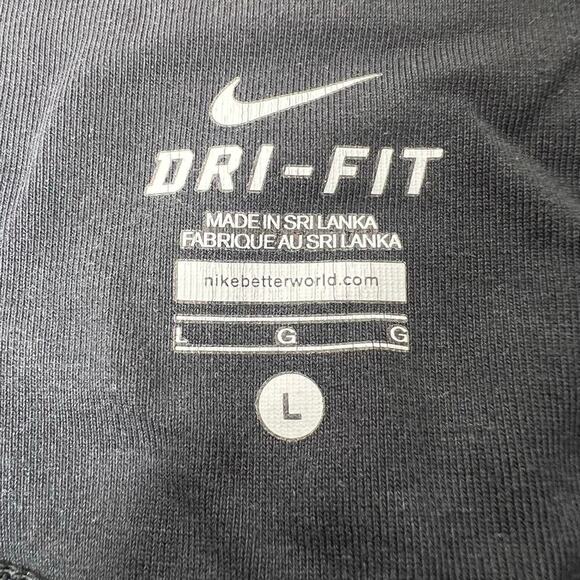 DRI-FIT
MADE IN SRI LANKA
FABRIQUE AU SRI LANKA
nikebetterworld.com
L G G
L